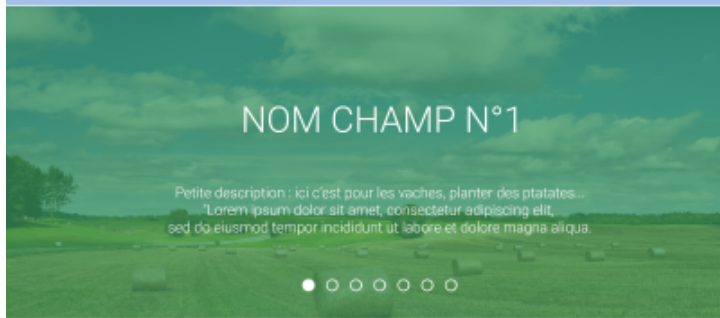 NOM CHAMP N°1
Petite description : ici c'est pour les vaches, planter des ptatates...
"Lorem ipsum dolor sit amet, consectetur adipiscing elit,
sed do eiusmod tempor incididunt ut labore et dolore magna aliqua.